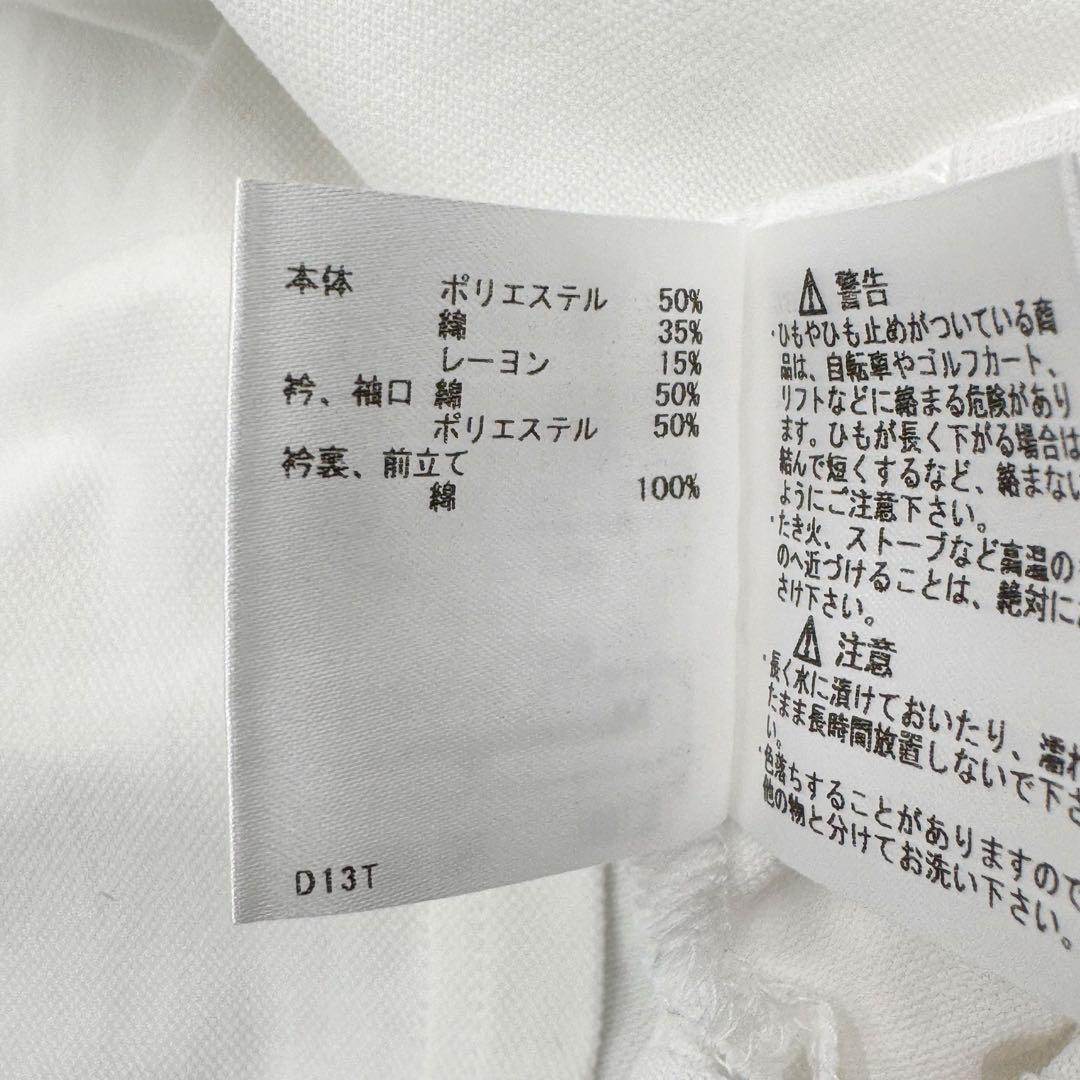 本体 ポリエステル 50%
綿 35%
レーヨン 15%
衿、袖口 綿 50%
ポリエステル 50%
衿裏、前立て
綿 100%
D13T
⚠ 警告
・ひもやひも止めがついている商
品は、自転車やゴルフカート、
リフトなどに絡まる危険があり
ます。ひもが長く下がる場合は
結んで短くするなど、絡まない
ようにご注意下さい。
・たき火、ストーブなど高温の
のへ近づけることは、絶対に
さけ下さい。
⚠ 注意
・長く水に漬けておいたり、濡れ
たまま長時間放置しないで下さ
い。
・色落ちすることがありますので
他の物と分けてお洗い下さい。